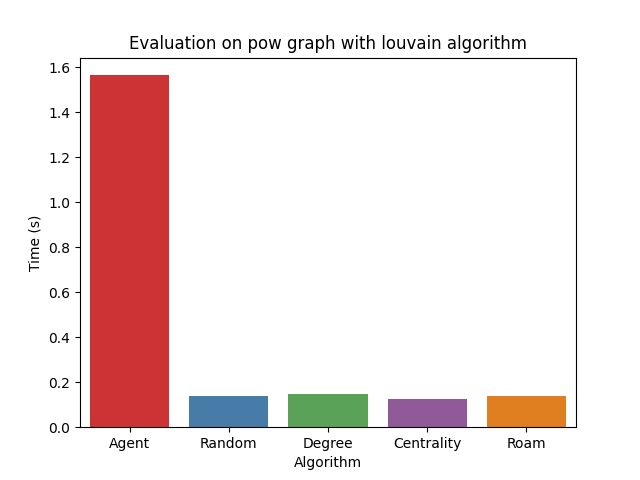 Evaluation on pow graph with louvain algorithm
1.6
1.4
1.2
1.0
0.8
0.6
0.4
0.2
0.0
Time (s)
Agent Random Degree Centrality Roam
Algorithm